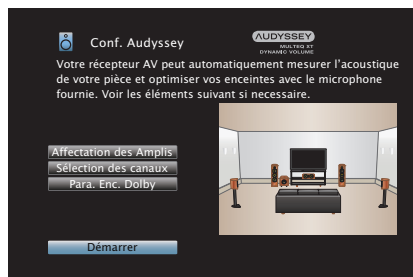 Conf. Audyssey
AUDYSSEY
MULTEQ XT
DYNAMIC VOLUME
Votre récepteur AV peut automatiquement mesurer l'acoustique
de votre pièce et optimiser vos enceintes avec le microphone
fournie. Voir les éléments suivant si necessaire.
Affectation des Amplis
Sélection des canaux
Para. Enc. Dolby
Démarrer